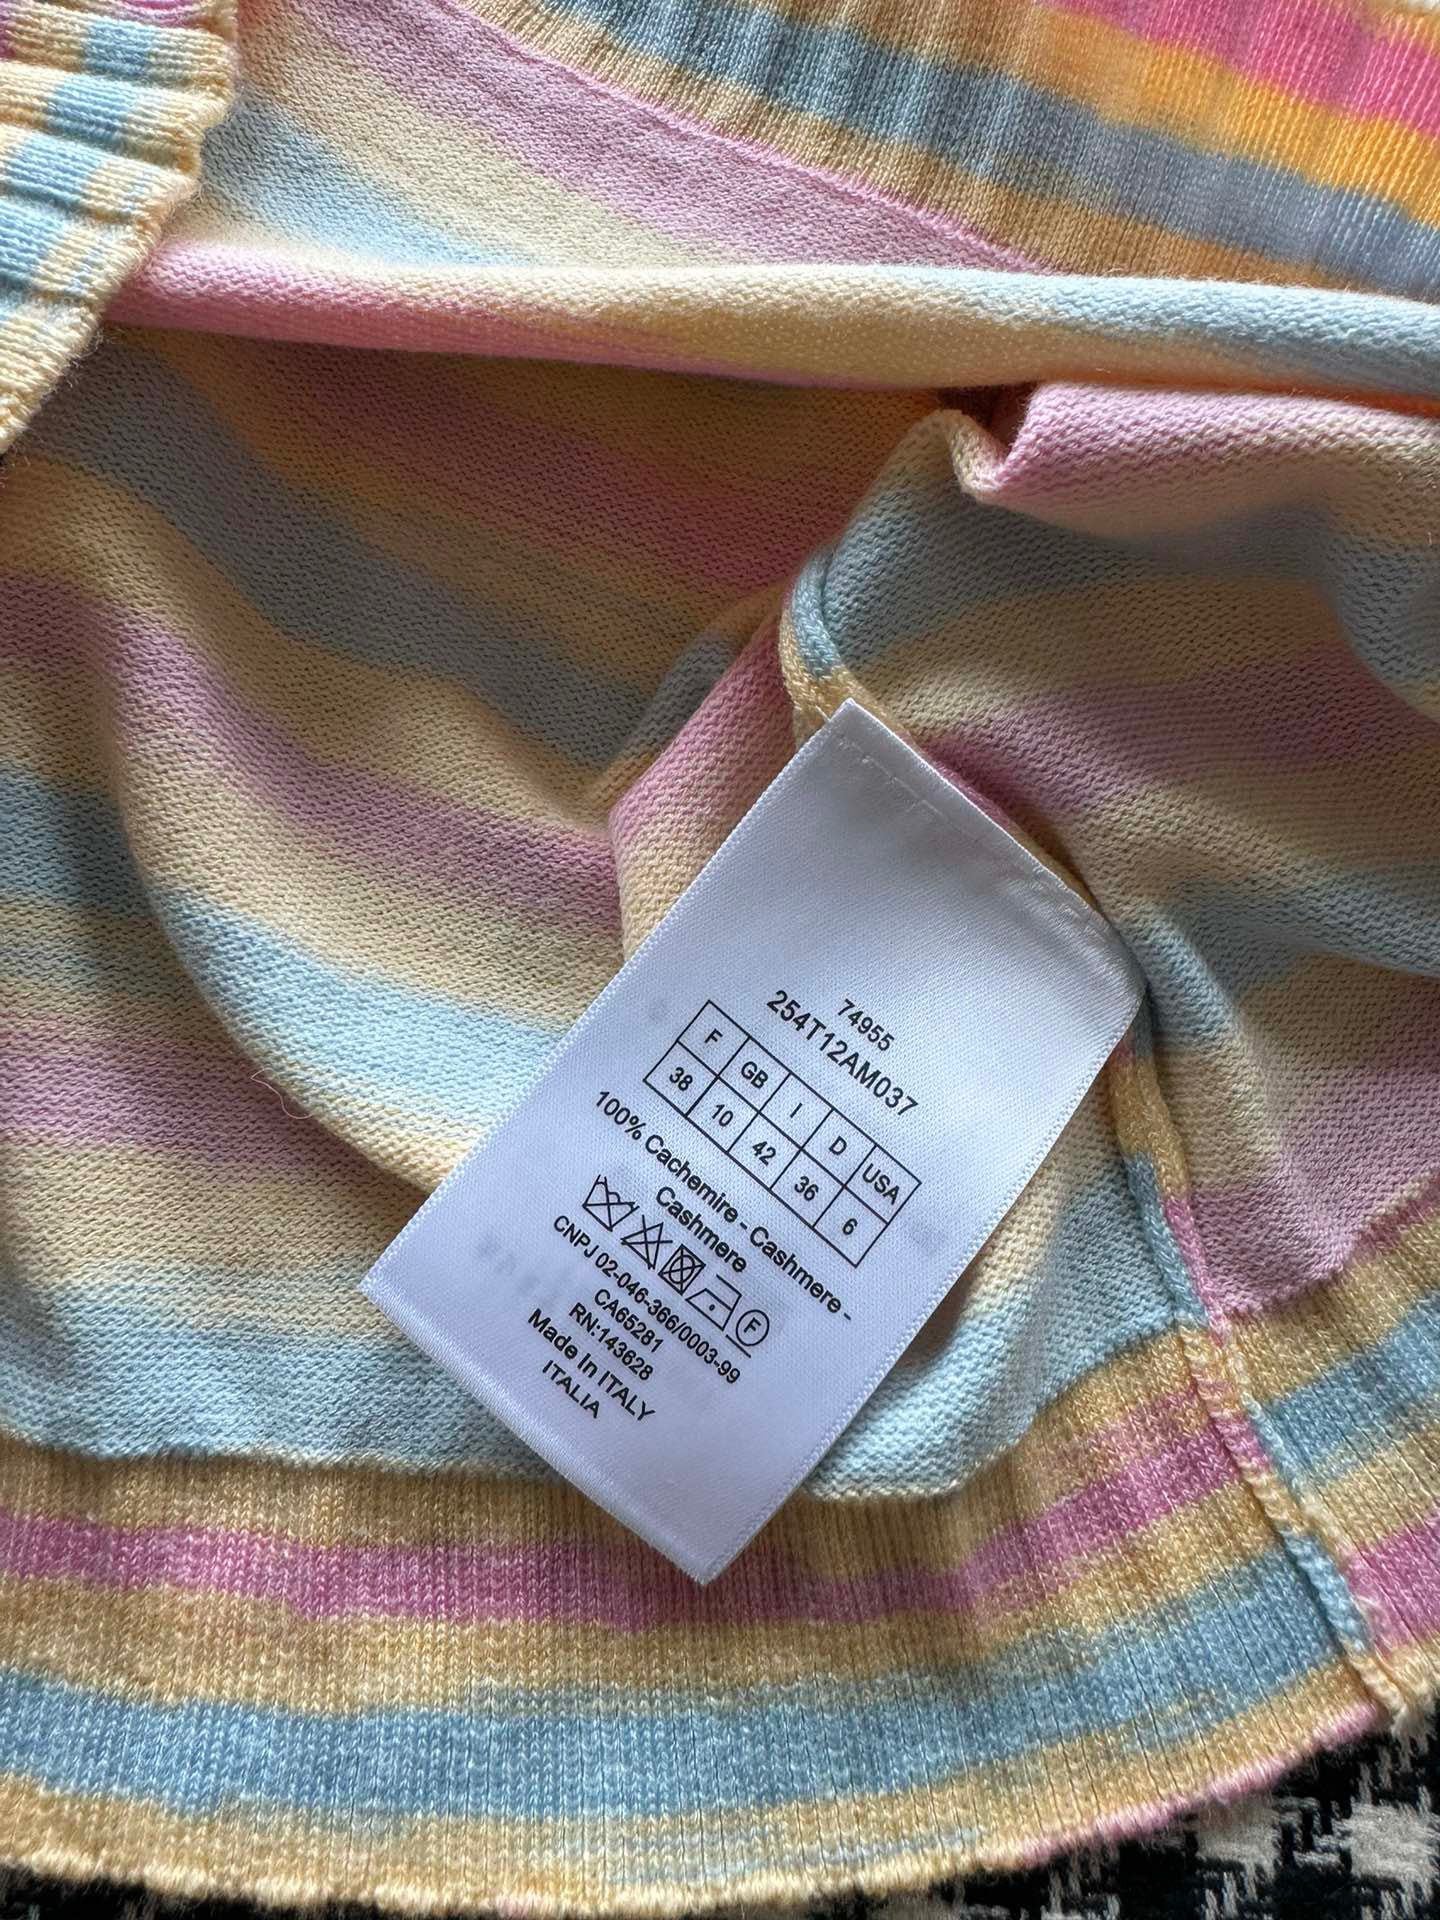 74955
254T12AM037
F GB I D USA
38 10 42 36 6
100% Cachemire - Cashmere -
Cashmere
F
CNPJ 02-046-366/0003-99
CA65281
RN:143628
Made In ITALY
ITALIA